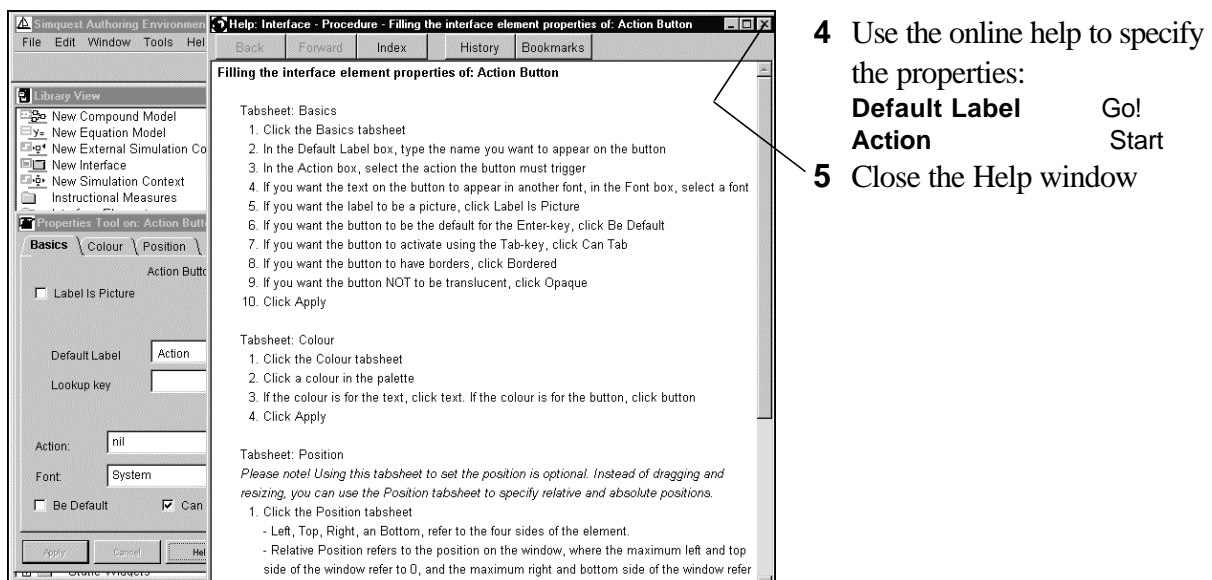 Simquest Authoring Environmen
File Edit Window Tools Hel
Library View
New Compound Model
New Equation Model
New External Simulation Co
New Interface
New Simulation Context
Instructional Measures
Properties Tool on: Action Butt
Basics Colour Position
Action Butto
Label Is Picture
Default Label Action
Lookup key
Action: nil
Font: System
Be Default Can
Apply Cancel Hel
Static Widgets
Help: Interface - Procedure - Filling the interface element properties of: Action Button
Back Forward Index History Bookmarks
Filling the interface element properties of: Action Button
Tabsheet: Basics
1. Click the Basics tabsheet
2. In the Default Label box, type the name you want to appear on the button
3. In the Action box, select the action the button must trigger
4. If you want the text on the button to appear in another font, in the Font box, select a font
5. If you want the label to be a picture, click Label Is Picture
6. If you want the button to be the default for the Enter-key, click Be Default
7. If you want the button to activate using the Tab-key, click Can Tab
8. If you want the button to have borders, click Bordered
9. If you want the button NOT to be translucent, click Opaque
10. Click Apply
Tabsheet: Colour
1. Click the Colour tabsheet
2. Click a colour in the palette
3. If the colour is for the text, click text. If the colour is for the button, click button
4. Click Apply
Tabsheet: Position
Please note! Using this tabsheet to set the position is optional. Instead of dragging and
resizing, you can use the Position tabsheet to specify relative and absolute positions.
1. Click the Position tabsheet
- Left, Top, Right, an Bottom, refer to the four sides of the element.
- Relative Position refers to the position on the window, where the maximum left and top
side of the window refer to 0, and the maximum right and bottom side of the window refer
4 Use the online help to specify
the properties:
Default Label Go!
Action Start
5 Close the Help window